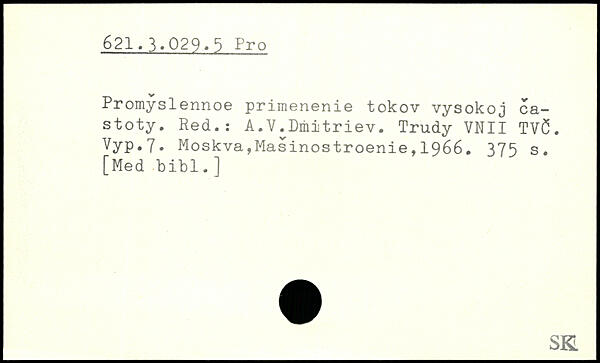 621.3.029.5 Pro
Promyšlennoe primenenie tokov vysokoj ča-
stoty. Red.: A.V.Dmitriev. Trudy VNII TVČ.
Vyp.7. Moskva,Mašinostroenie,1966. 375 s.
[Med bibl.]
SK